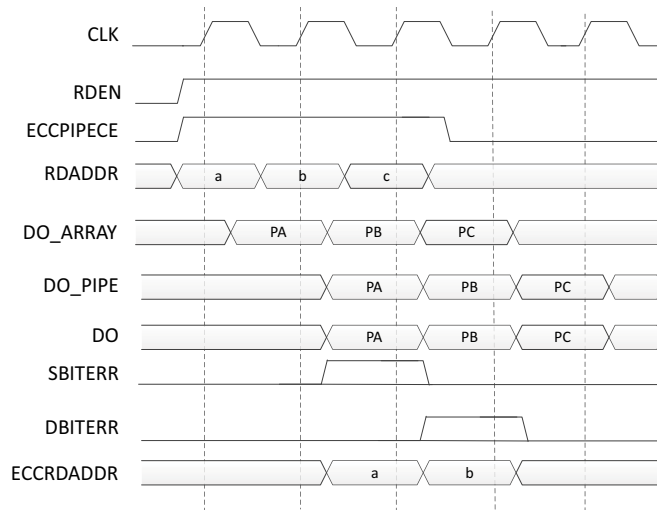 CLK
RDEN
ECCPIPECE
RDADDR a b c
DO_ARRAY PA PB PC
DO_PIPE PA PB PC
DO PA PB PC
SBITERR
DBITERR
ECCRDADDR a b